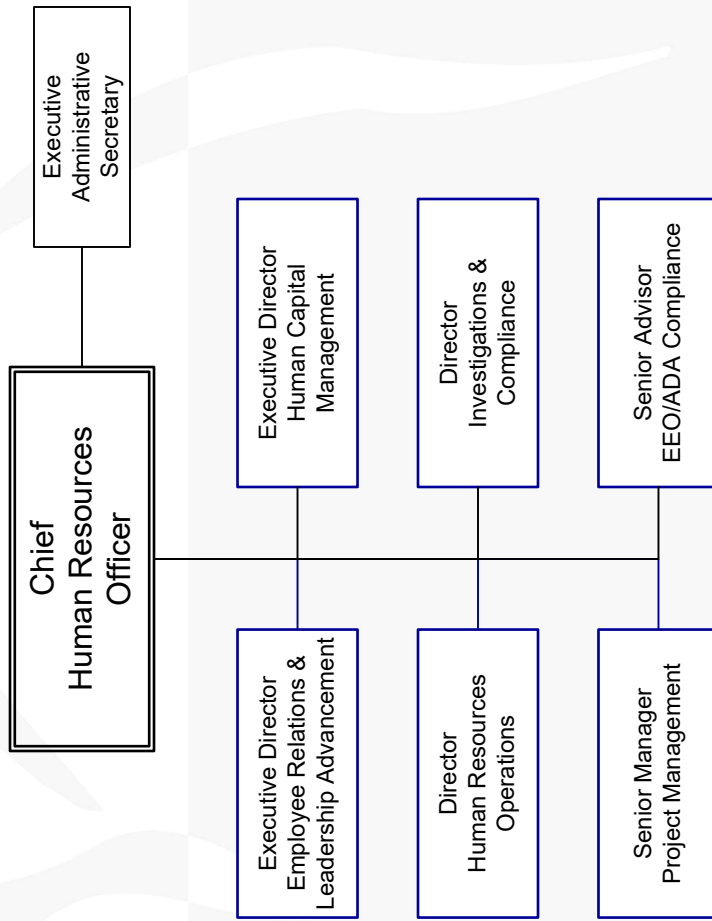 Chief
Human Resources
Officer
Executive
Administrative
Secretary
Executive Director
Employee Relations &
Leadership Advancement
Executive Director
Human Capital
Management
Director
Human Resources
Operations
Director
Investigations &
Compliance
Senior Manager
Project Management
Senior Advisor
EEO/ADA Compliance